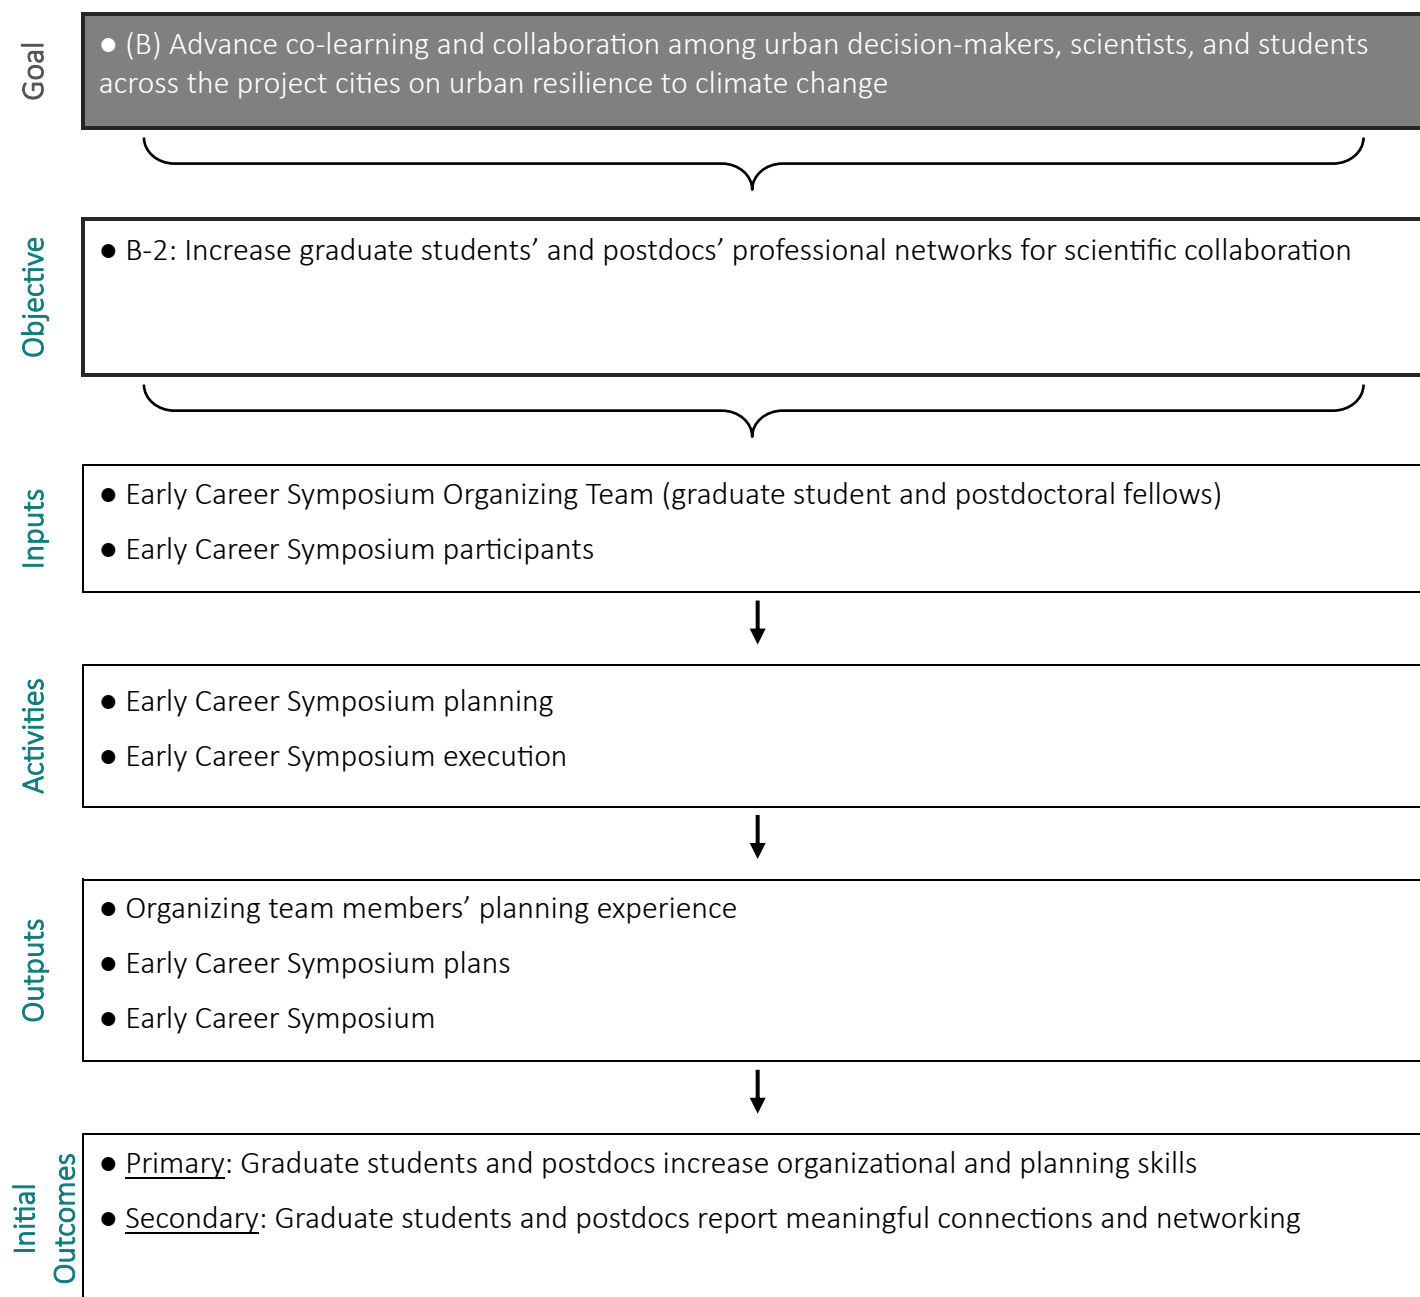 Goal
● (B) Advance co-learning and collaboration among urban decision-makers, scientists, and students
across the project cities on urban resilience to climate change
Objective
● B-2: Increase graduate students’ and postdocs’ professional networks for scientific collaboration
Inputs
● Early Career Symposium Organizing Team (graduate student and postdoctoral fellows)
● Early Career Symposium participants
Activities
● Early Career Symposium planning
● Early Career Symposium execution
Outputs
● Organizing team members’ planning experience
● Early Career Symposium plans
● Early Career Symposium
Initial
Outcomes
● Primary: Graduate students and postdocs increase organizational and planning skills
● Secondary: Graduate students and postdocs report meaningful connections and networking